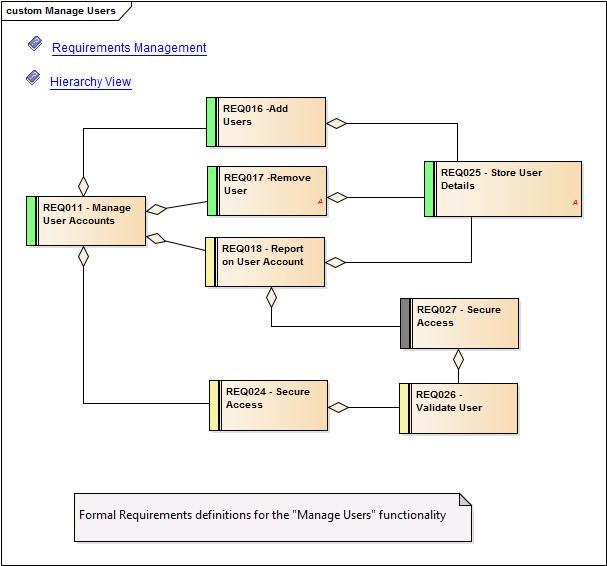 custom Manage Users
Requirements Management
Hierarchy View
REQ016 -Add
Users
REQ017 -Remove
User
A
REQ025 - Store User
Details
A
REQ011 - Manage
User Accounts
REQ018 - Report
on User Account
REQ027 - Secure
Access
REQ024 - Secure
Access
REQ026 -
Validate User
Formal Requirements definitions for the "Manage Users" functionality